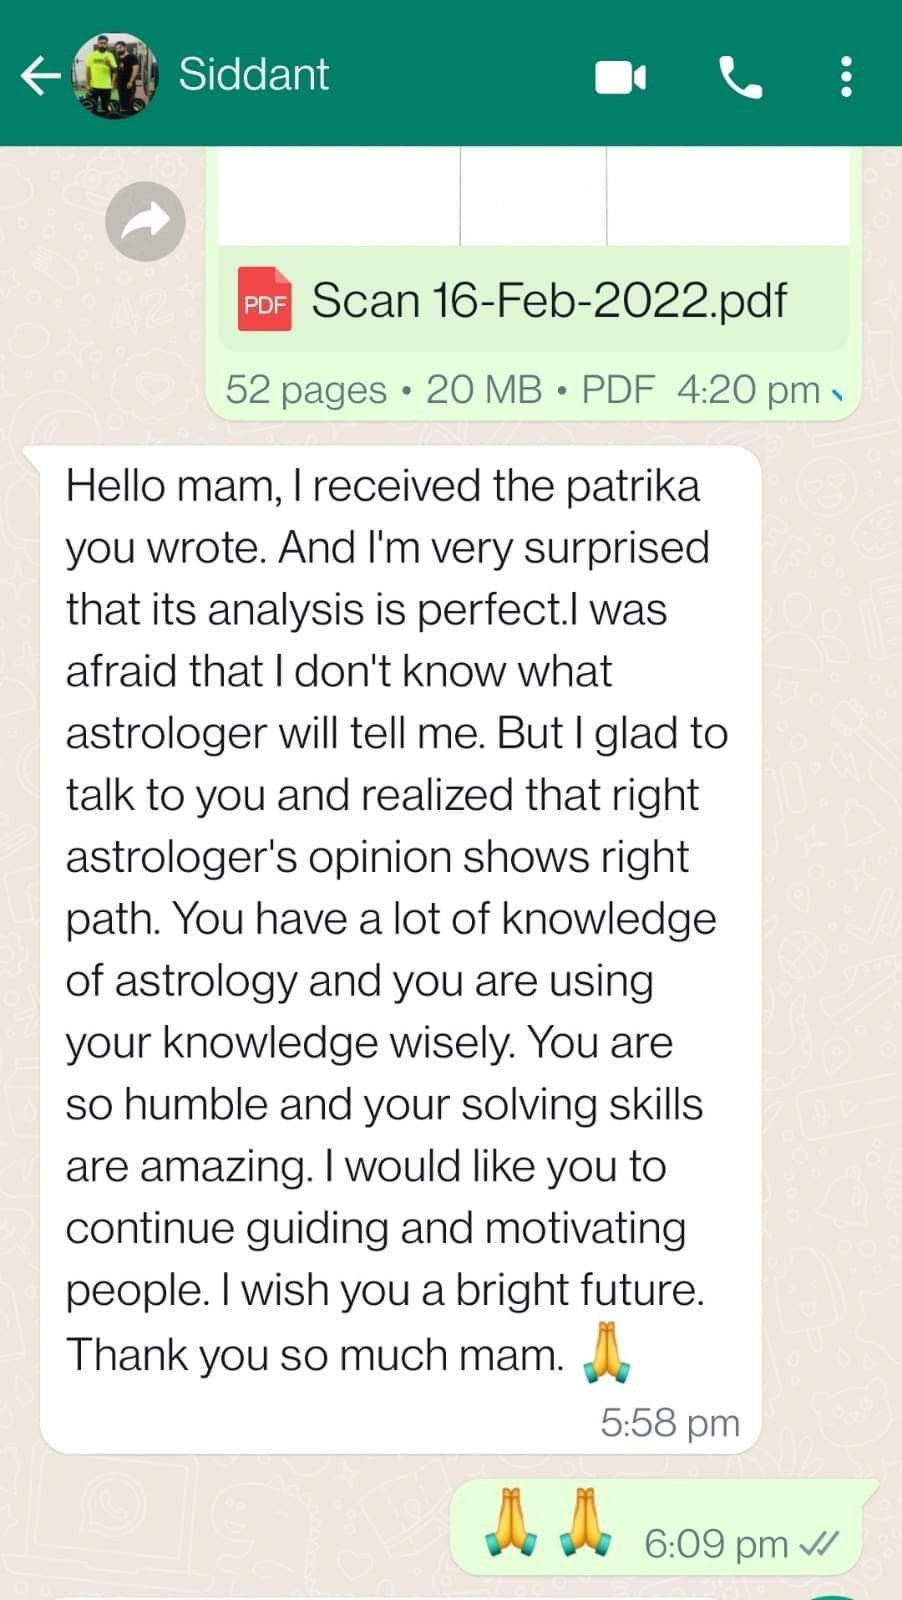 Siddant
PDF Scan 16-Feb-2022.pdf
52 pages • 20 MB • PDF 4:20 pm
Hello mam, I received the patrika
you wrote. And I'm very surprised
that its analysis is perfect.I was
afraid that I don't know what
astrologer will tell me. But I glad to
talk to you and realized that right
astrologer's opinion shows right
path. You have a lot of knowledge
of astrology and you are using
your knowledge wisely. You are
so humble and your solving skills
are amazing. I would like you to
continue guiding and motivating
people. I wish you a bright future.
Thank you so much mam. 🙏
5:58 pm
🙏 🙏 6:09 pm